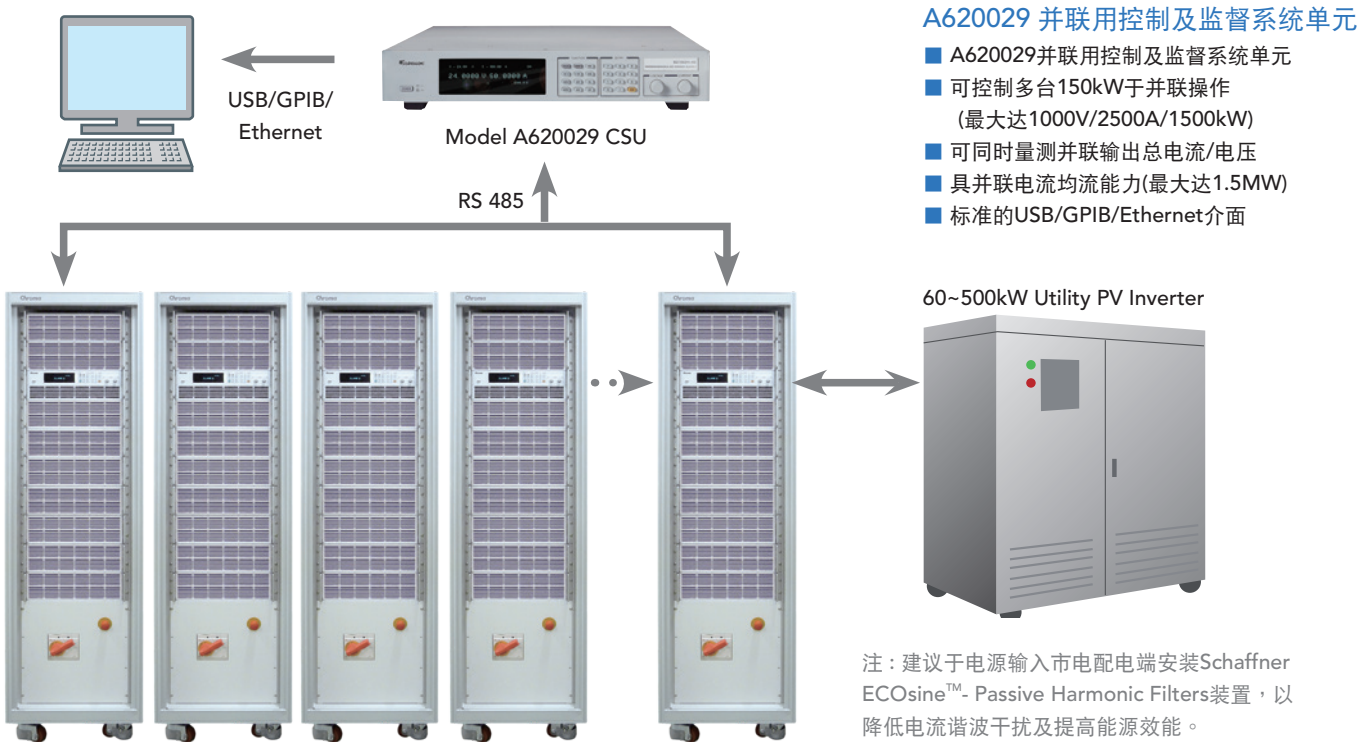 A620029 并联用控制及监督系统单元
■ A620029并联用控制及监督系统单元
■ 可控制多台150kW于并联操作
(最大达1000V/2500A/1500kW)
■ 可同时量测并联输出总电流/电压
■ 具并联电流均流能力(最大达1.5MW)
■ 标准的USB/GPIB/Ethernet介面
USB/GPIB/
Ethernet
Model A620029 CSU
RS 485
Chroma
Chroma
Chroma
Chroma
Chroma
60~500kW Utility PV Inverter
注：建议于电源输入市电配电端安装Schaffner
ECOsine™- Passive Harmonic Filters装置，以
降低电流谐波干扰及提高能源效能。